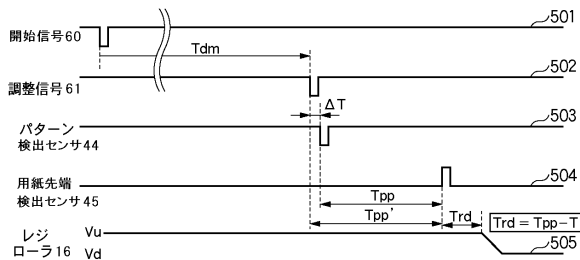 501
開始信号60
Tdm
502
調整信号61
ΔT
503
パターン
検出センサ44
504
用紙先端
検出センサ45
Tpp
Tpp'
Trd
Trd = Tpp-T
レジ
ローラ16
Vu
Vd
505